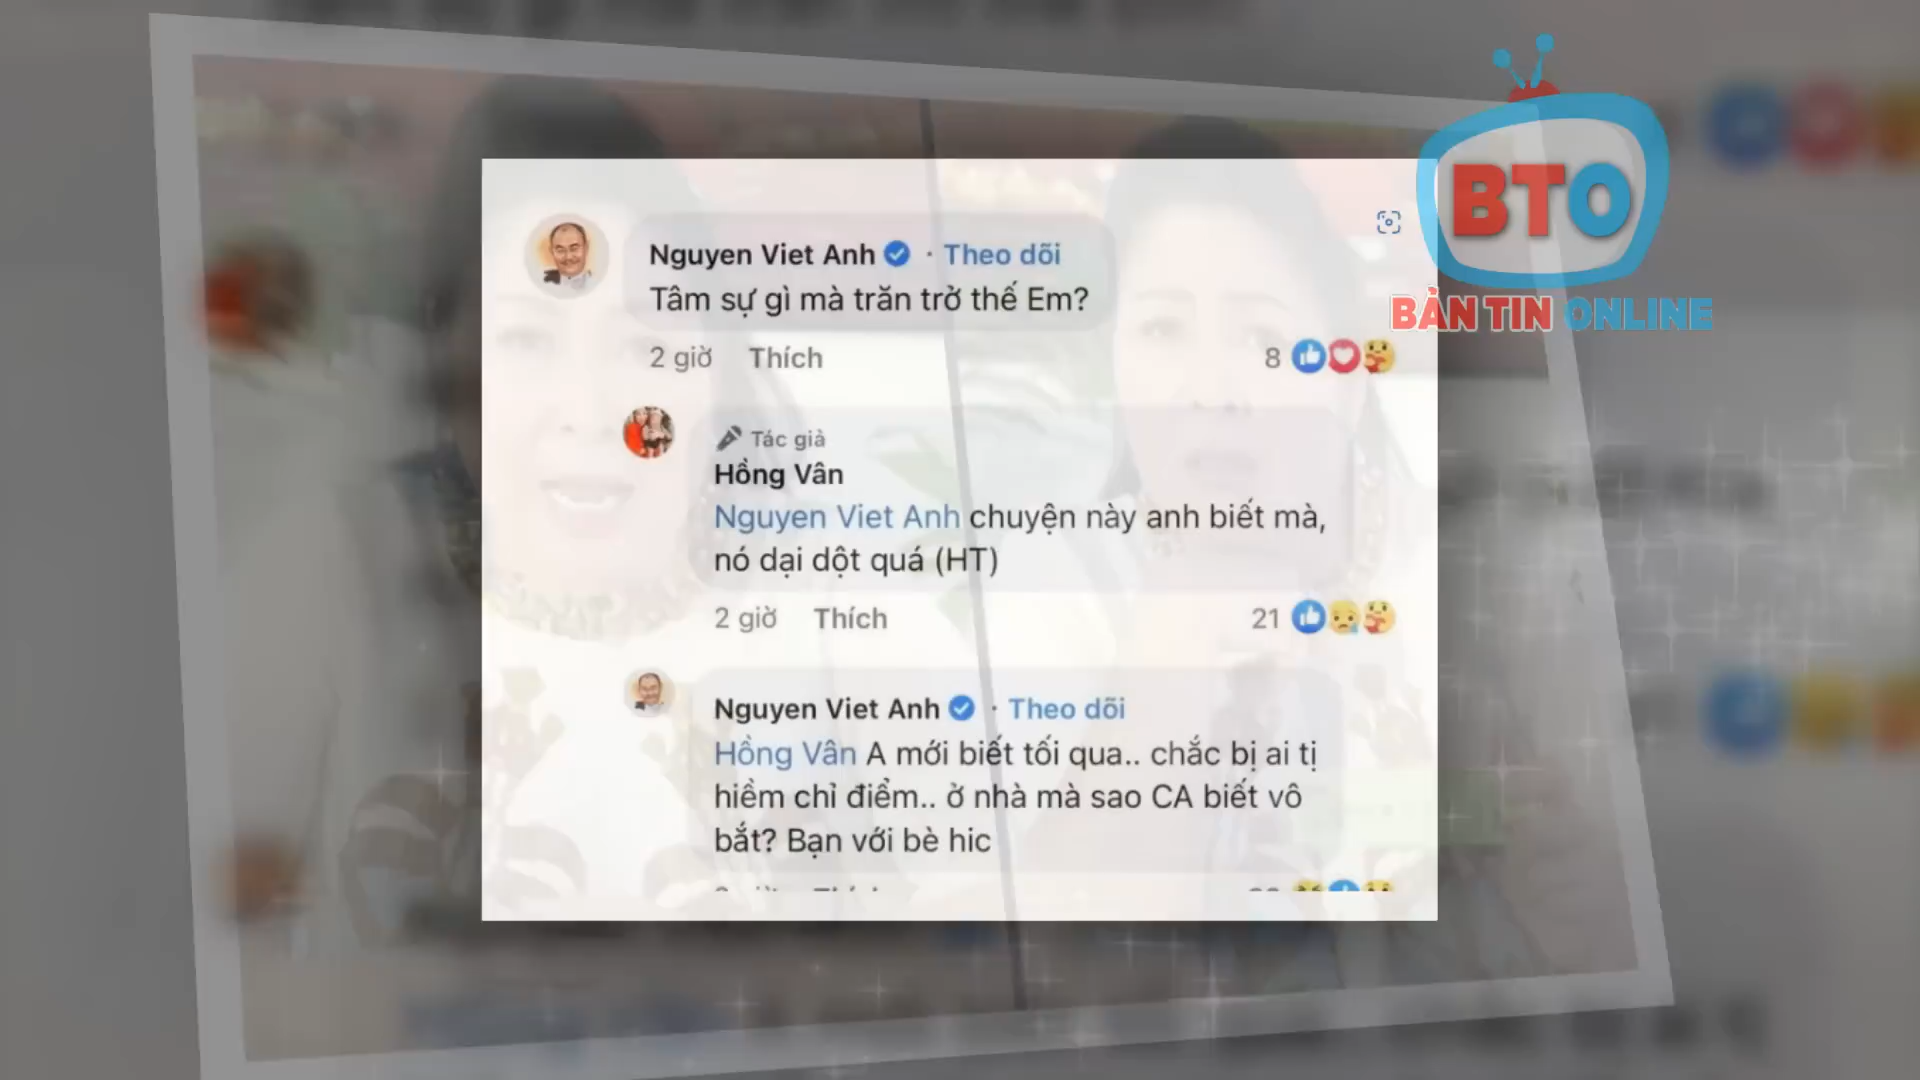 BTO
BẢN TIN ONLINE
Nguyen Viet Anh · Theo dõi
Tâm sự gì mà trăn trở thế Em?
2 giờ Thích 8
Tác giả
Hồng Vân
Nguyen Viet Anh chuyện này anh biết mà,
nó dại dột quá (HT)
2 giờ Thích 21
Nguyen Viet Anh · Theo dõi
Hồng Vân A mới biết tối qua.. chắc bị ai tị
hiềm chỉ điểm.. ở nhà mà sao CA biết vô
bắt? Bạn với bè hic